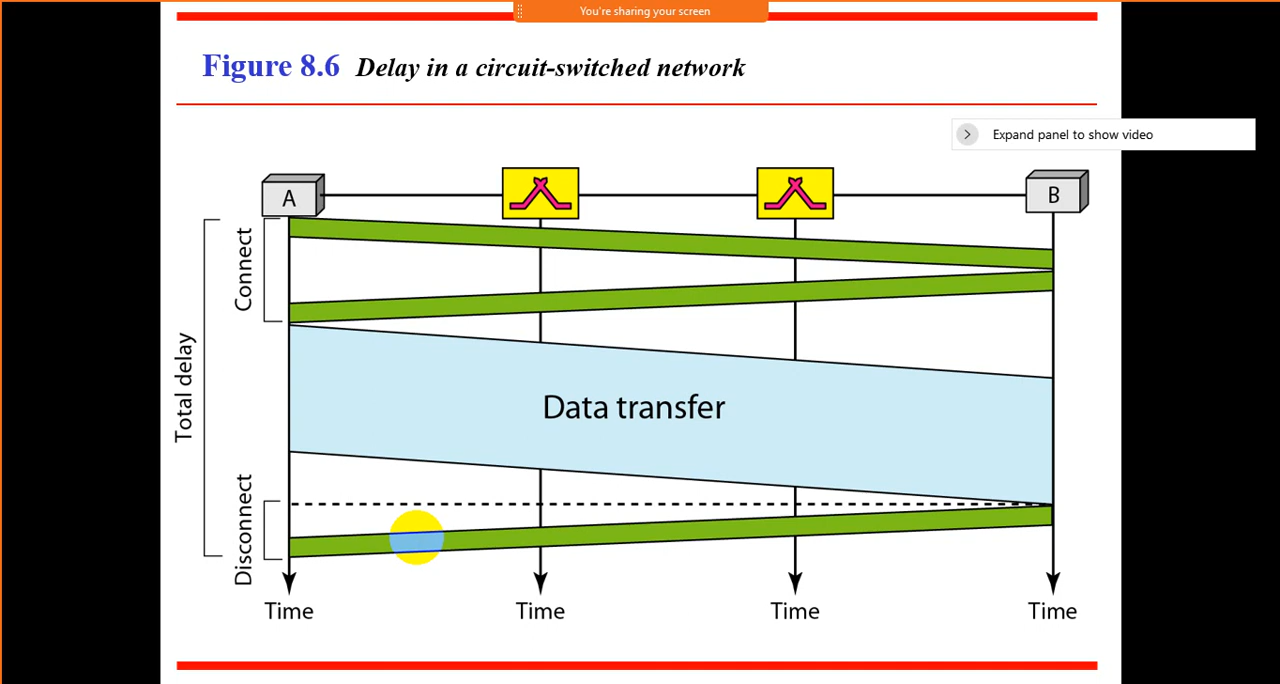 You're sharing your screen
Figure 8.6 Delay in a circuit-switched network
Expand panel to show video
A
B
Connect
Total delay
Data transfer
Disconnect
Time
Time
Time
Time